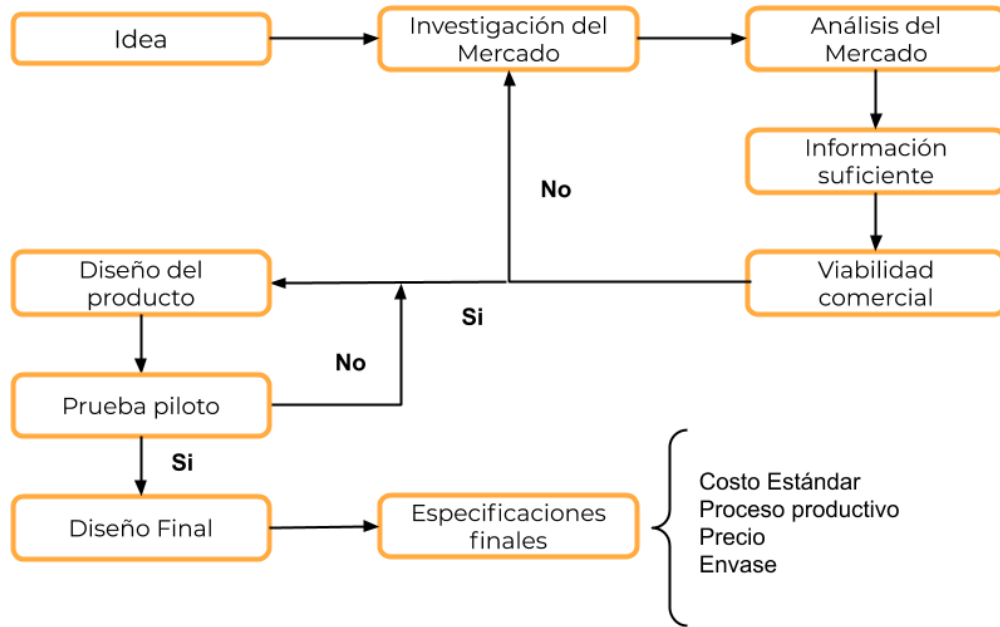 Idea
Investigación del
Mercado
Análisis del
Mercado
Información
suficiente
No
Diseño del
producto
Viabilidad
comercial
Si
No
Prueba piloto
Si
Diseño Final
Especificaciones
finales
Costo Estándar
Proceso productivo
Precio
Envase